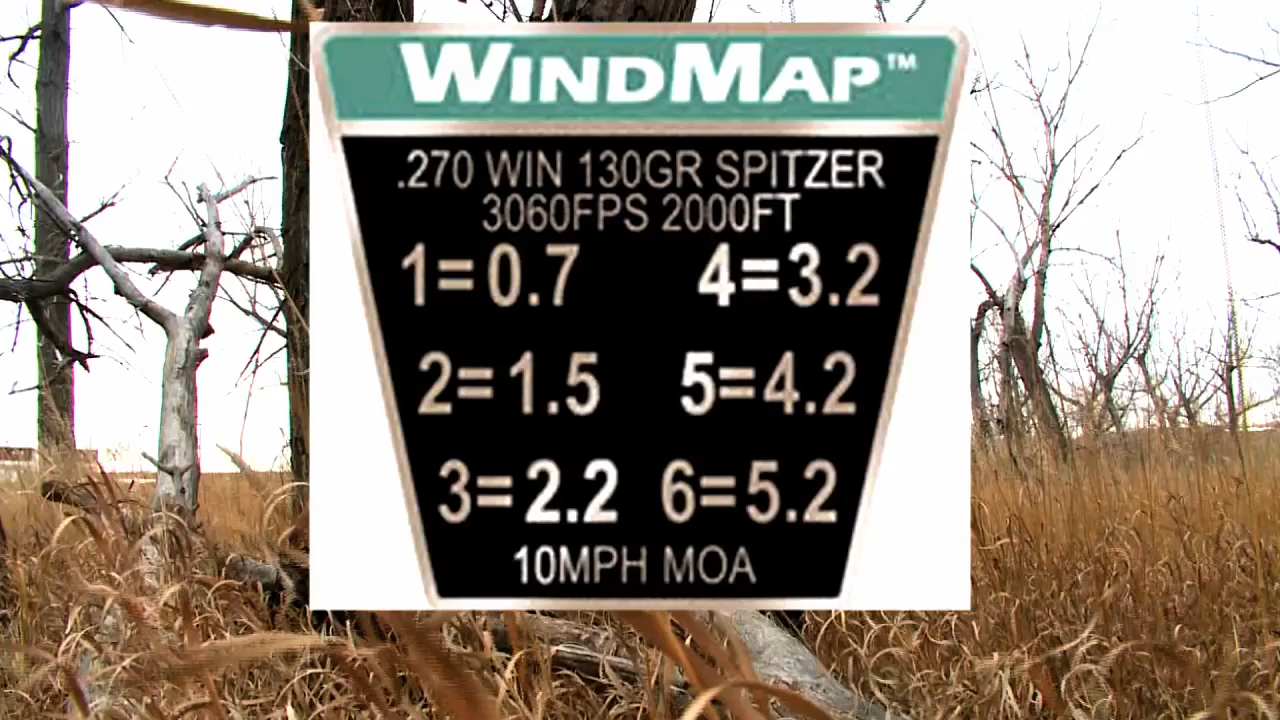 WINDMAP™
.270 WIN 130GR SPITZER
3060FPS 2000FT
1=0.7 4=3.2
2=1.5 5=4.2
3=2.2 6=5.2
10MPH MOA